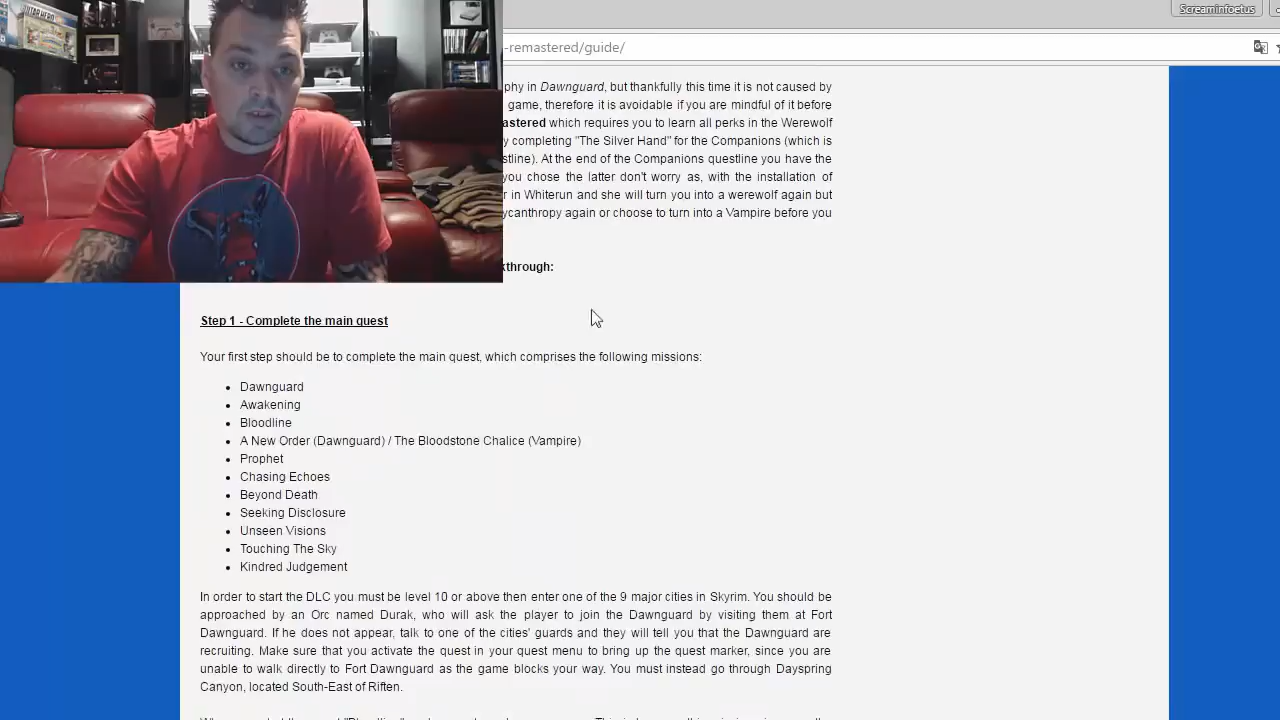 Screaminfoetus
-remastered/guide/
phy in Dawnguard, but thankfully this time it is not caused by
game, therefore it is avoidable if you are mindful of it before
astered which requires you to learn all perks in the Werewolf
y completing "The Silver Hand" for the Companions (which is
stline). At the end of the Companions questline you have the
you chose the latter don't worry as, with the installation of
r in Whiterun and she will turn you into a werewolf again but
ycanthropy again or choose to turn into a Vampire before you
kthrough:
Step 1 - Complete the main quest
Your first step should be to complete the main quest, which comprises the following missions:
• Dawnguard
• Awakening
• Bloodline
• A New Order (Dawnguard) / The Bloodstone Chalice (Vampire)
• Prophet
• Chasing Echoes
• Beyond Death
• Seeking Disclosure
• Unseen Visions
• Touching The Sky
• Kindred Judgement
In order to start the DLC you must be level 10 or above then enter one of the 9 major cities in Skyrim. You should be
approached by an Orc named Durak, who will ask the player to join the Dawnguard by visiting them at Fort
Dawnguard. If he does not appear, talk to one of the cities' guards and they will tell you that the Dawnguard are
recruiting. Make sure that you activate the quest in your quest menu to bring up the quest marker, since you are
unable to walk directly to Fort Dawnguard as the game blocks your way. You must instead go through Dayspring
Canyon, located South-East of Riften.